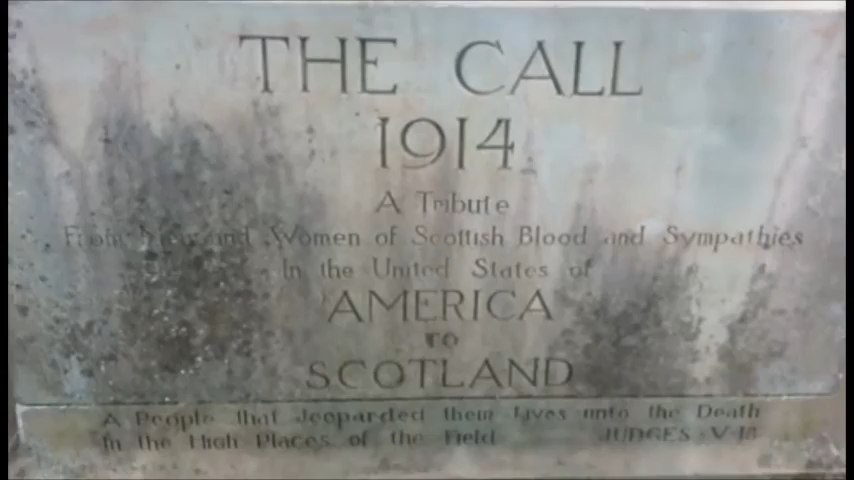 THE CALL
1914
A Tribute
From Men and Women of Scottish Blood and Sympathies
In the United States of
AMERICA
TO
SCOTLAND
A People that Jeoparded their Lives unto the Death
In the High Places of the Field JUDGES V·18